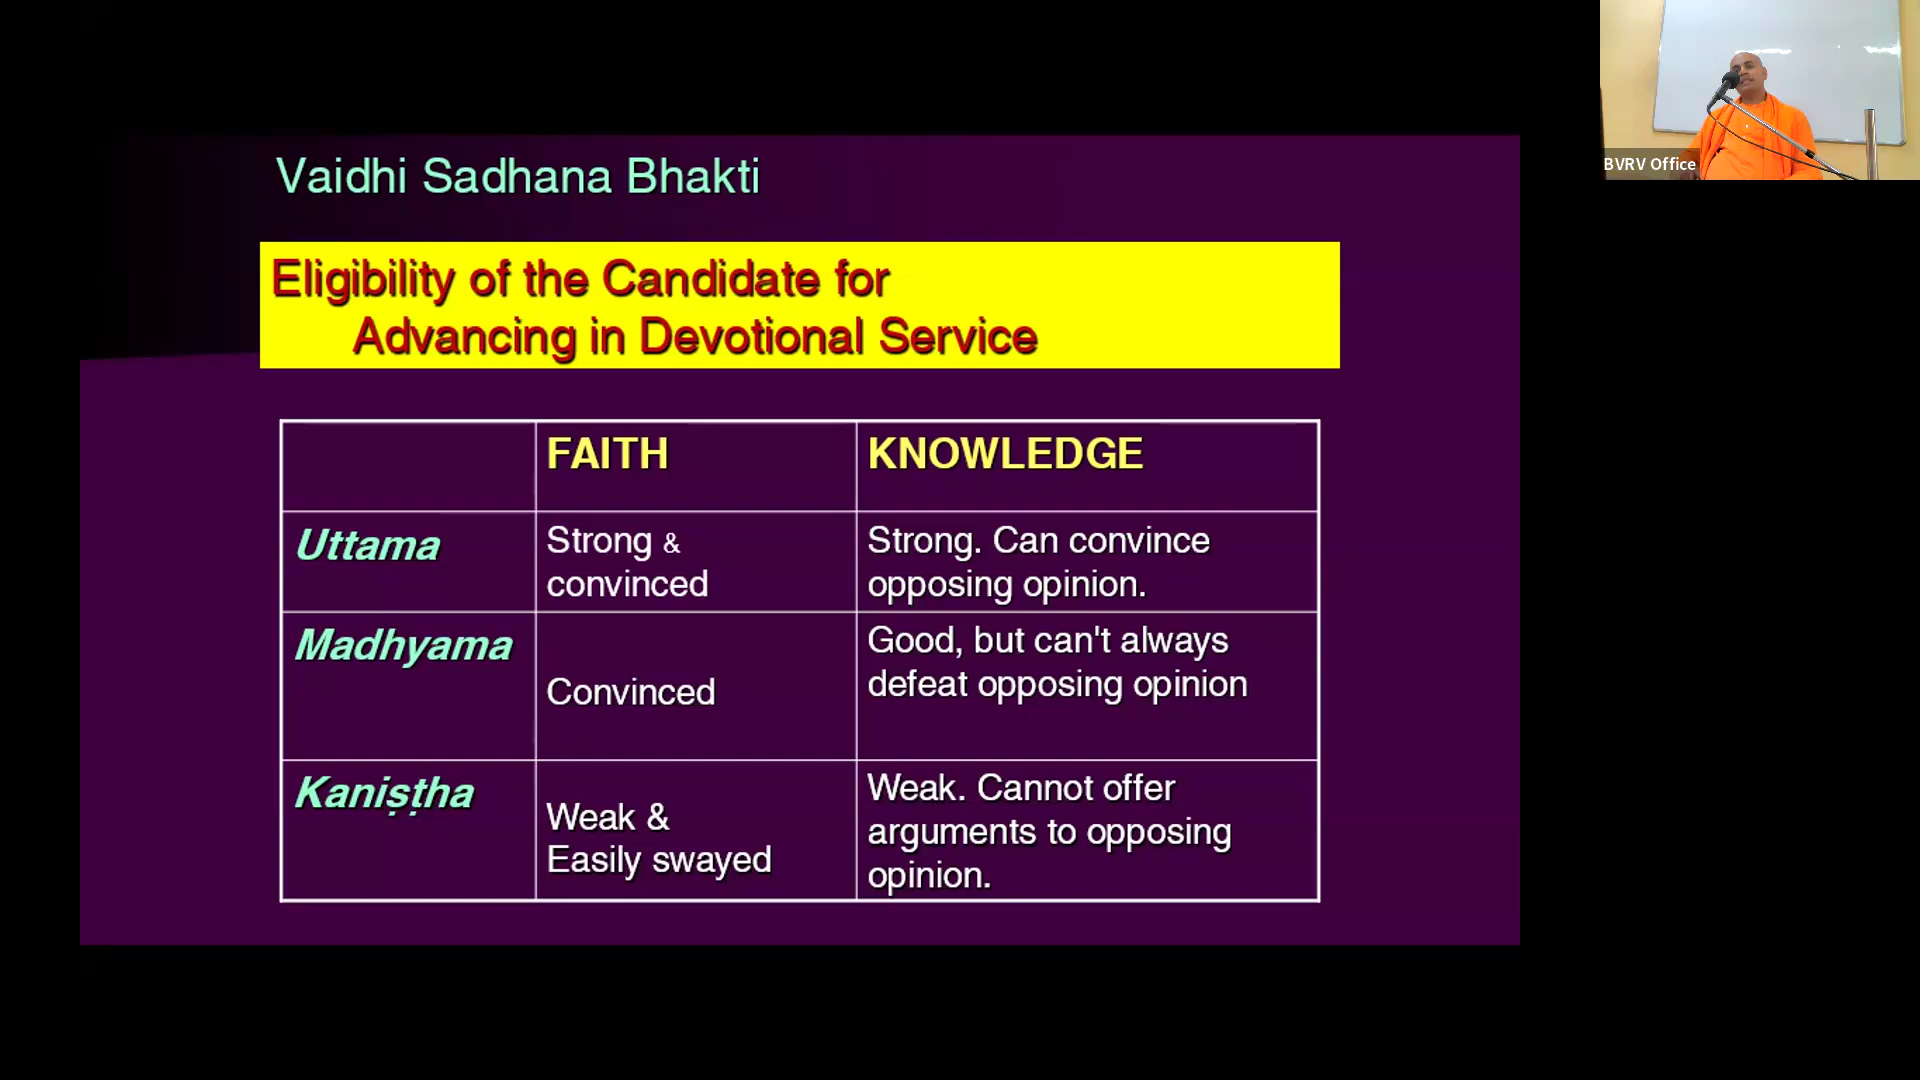 Vaidhi Sadhana Bhakti
BVRV Office
Eligibility of the Candidate for
Advancing in Devotional Service
FAITH
KNOWLEDGE
Uttama
Strong &
convinced
Strong. Can convince
opposing opinion.
Madhyama
Convinced
Good, but can't always
defeat opposing opinion
Kaniṣṭha
Weak &
Easily swayed
Weak. Cannot offer
arguments to opposing
opinion.